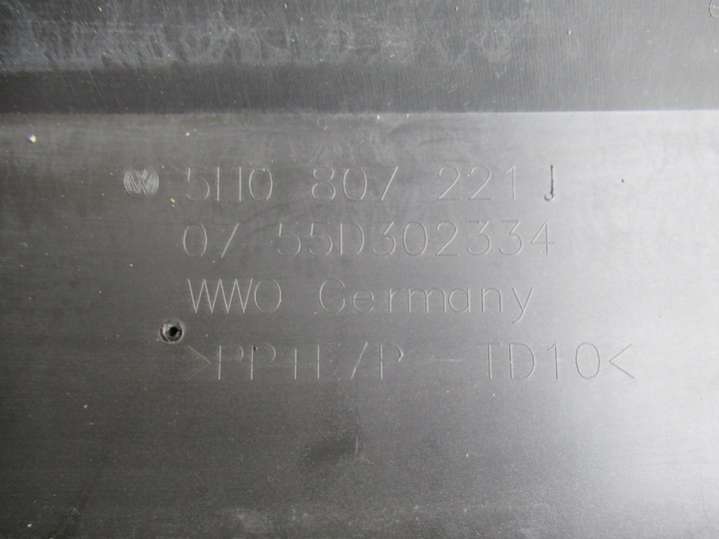 5H0 807 221 J
07 55D302334
WWO Germany
>PP+E/P-TD10<